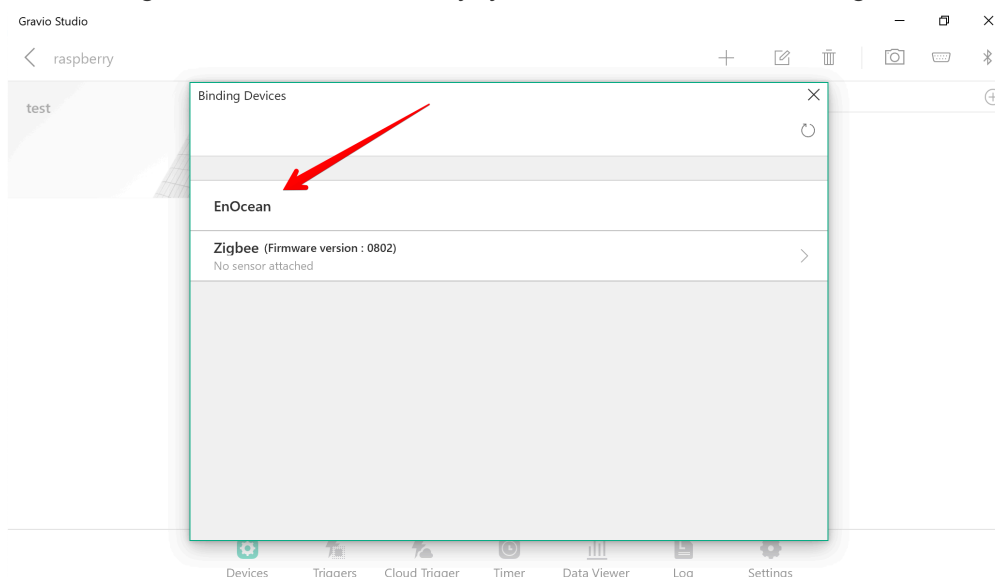 Gravio Studio
raspberry
test
Binding Devices
EnOcean
Zigbee (Firmware version : 0802)
No sensor attached
Devices Triggers Cloud Trigger Timer Data Viewer Log Settings